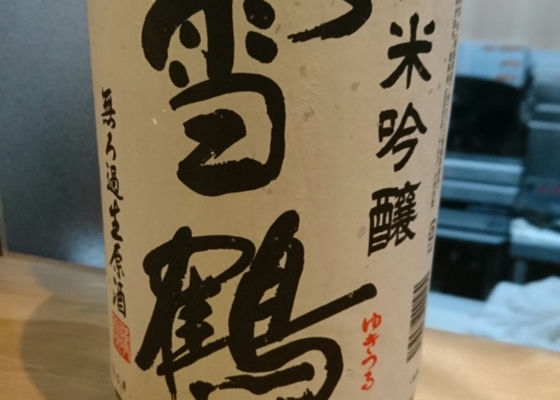 米吟醸
雪鶴
ゆきつる
無ろ過生原酒